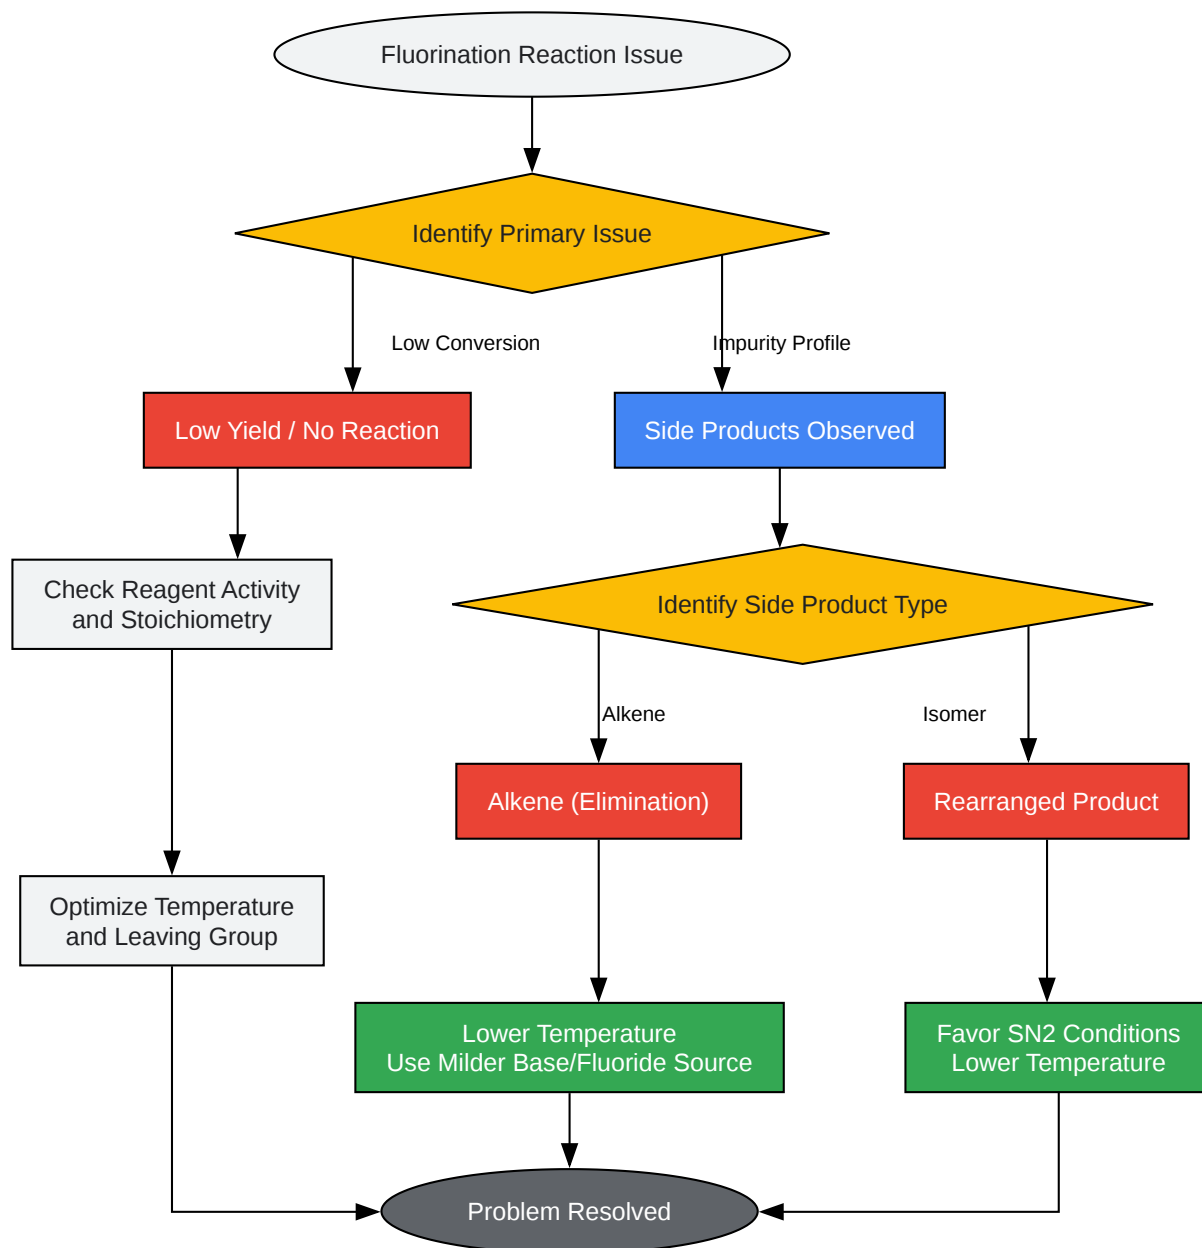 Fluorination Reaction Issue
Identify Primary Issue
Low Conversion
Impurity Profile
Low Yield / No Reaction
Side Products Observed
Check Reagent Activity
and Stoichiometry
Identify Side Product Type
Alkene
Isomer
Alkene (Elimination)
Rearranged Product
Optimize Temperature
and Leaving Group
Lower Temperature
Use Milder Base/Fluoride Source
Favor SN2 Conditions
Lower Temperature
Problem Resolved